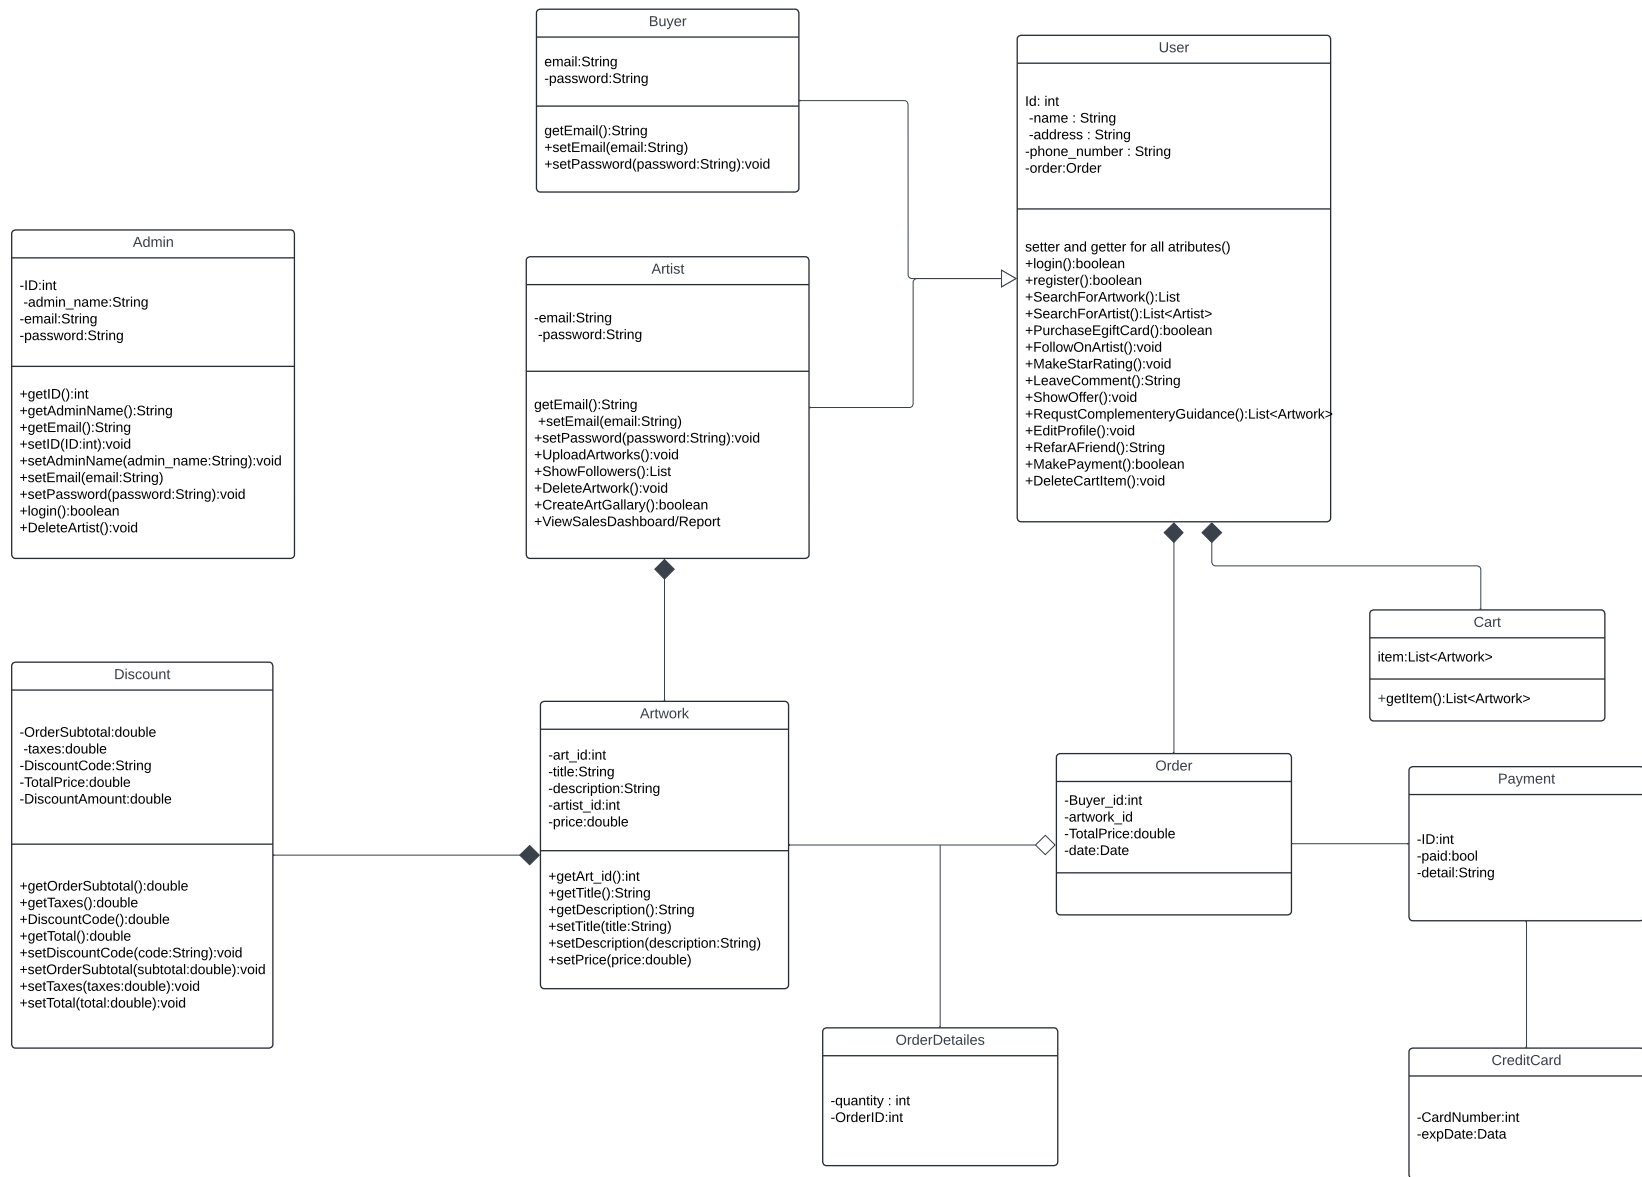 Buyer
email:String
-password:String
getEmail():String
+setEmail(email:String)
+setPassword(password:String):void
User
Id: int
-name : String
-address : String
-phone_number : String
-order:Order
setter and getter for all atributes()
+login():boolean
+register():boolean
+SearchForArtwork():List
+SearchForArtist():List<Artist>
+PurchaseEgiftCard():boolean
+FollowOnArtist():void
+MakeStarRating():void
+LeaveComment():String
+ShowOffer():void
+RequstComplementeryGuidance():List<Artwork>
+EditProfile():void
+RefarAFriend():String
+MakePayment():boolean
+DeleteCartItem():void
Admin
-ID:int
-admin_name:String
-email:String
-password:String
+getID():int
+getAdminName():String
+getEmail():String
+setID(ID:int):void
+setAdminName(admin_name:String):void
+setEmail(email:String)
+setPassword(password:String):void
+login():boolean
+DeleteArtist():void
Artist
-email:String
-password:String
getEmail():String
+setEmail(email:String)
+setPassword(password:String):void
+UploadArtworks():void
+ShowFollowers():List
+DeleteArtwork():void
+CreateArtGallary():boolean
+ViewSalesDashboard/Report
Cart
item:List<Artwork>
+getItem():List<Artwork>
Discount
-OrderSubtotal:double
-taxes:double
-DiscountCode:String
-TotalPrice:double
-DiscountAmount:double
+getOrderSubtotal():double
+getTaxes():double
+DiscountCode():double
+getTotal():double
+setDiscountCode(code:String):void
+setOrderSubtotal(subtotal:double):void
+setTaxes(taxes:double):void
+setTotal(total:double):void
Artwork
-art_id:int
-title:String
-description:String
-artist_id:int
-price:double
+getArt_id():int
+getTitle():String
+getDescription():String
+setTitle(title:String)
+setDescription(description:String)
+setPrice(price:double)
Order
-Buyer_id:int
-artwork_id
-TotalPrice:double
-date:Date
Payment
-ID:int
-paid:bool
-detail:String
OrderDetailes
-quantity : int
-OrderID:int
CreditCard
-CardNumber:int
-expDate:Data